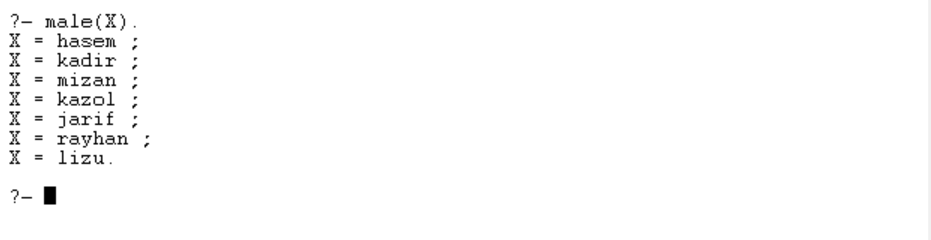 ?- male(X).
X = hasem ;
X = kadir ;
X = mizan ;
X = kazol ;
X = jarif ;
X = rayhan ;
X = lizu.
?-